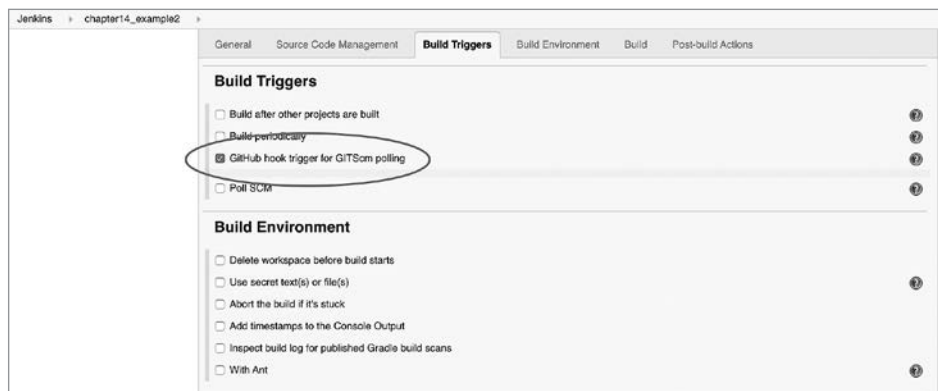 Jenkins chapter14_example2
General Source Code Management Build Triggers Build Environment Build Post-build Actions
Build Triggers
Build after other projects are built
Build periodically
GitHub hook trigger for GITScm polling
Poll SCM
Build Environment
Delete workspace before build starts
Use secret text(s) or file(s)
Abort the build if it's stuck
Add timestamps to the Console Output
Inspect build log for published Gradle build scans
With Ant